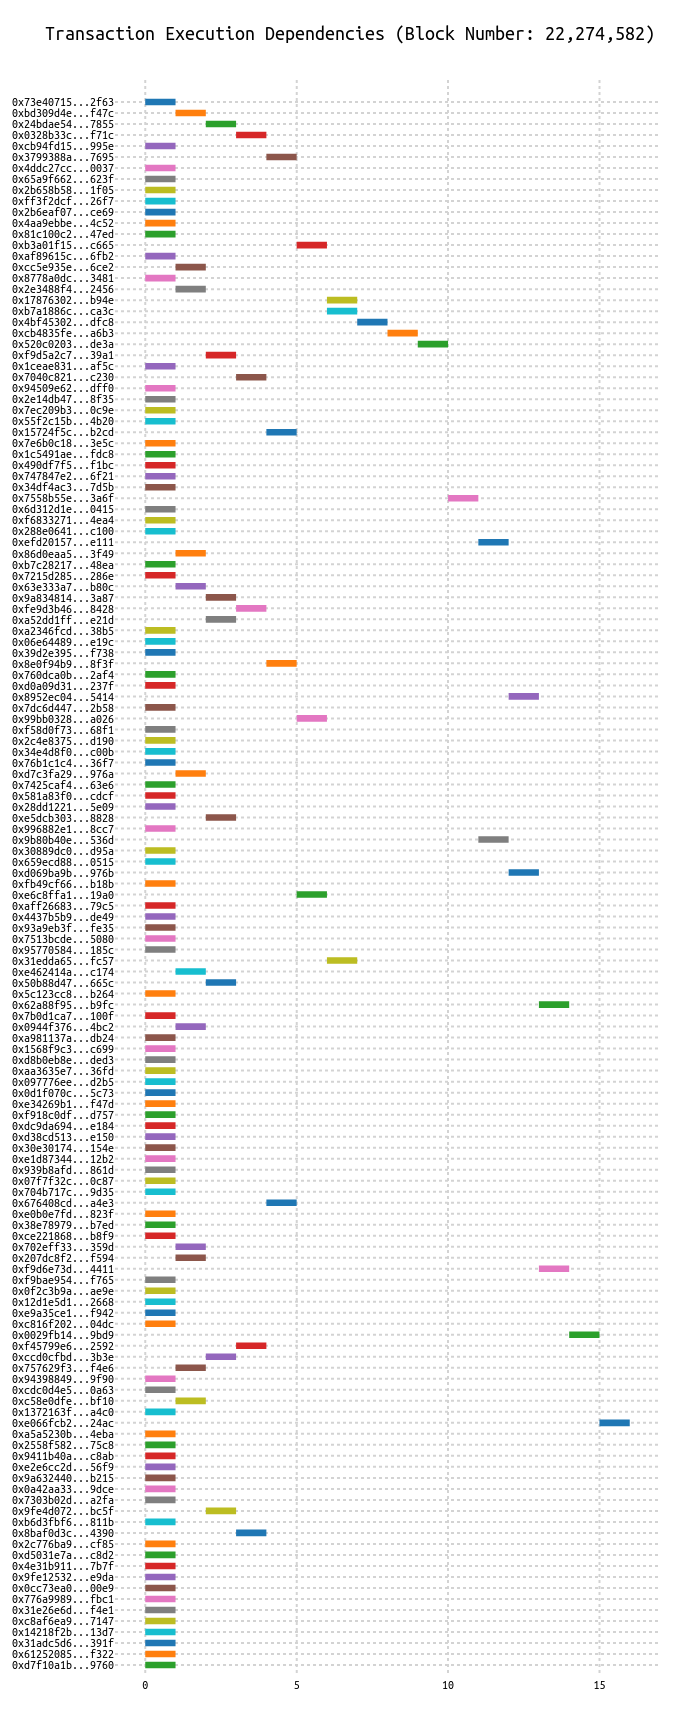 Transaction Execution Dependencies (Block Number: 22,274,582)
0x73e40715...2f63
0xbd309d4e...f47c
0x24bdae54...7855
0x0328b33c...f71c
0xcb94fd15...995e
0x3799388a...7695
0x4ddc27cc...0037
0x65a9f662...623f
0x2b658b58...1f05
0xff3f2dcf...26f7
0x2b6eaf07...ce69
0x4aa9ebbe...4c52
0x81c100c2...47ed
0xb3a01f15...c665
0xaf89615c...6fb2
0xcc5e935e...6ce2
0x8778a0dc...3481
0x2e3488f4...2456
0x17876302...b94e
0xb7a1886c...ca3c
0x4bf45302...dfc8
0xcb4835fe...a6b3
0x520c0203...de3a
0xf9d5a2c7...39a1
0x1ceae831...af5c
0x7040c821...c230
0x94509e62...dff0
0x2e14db47...8f35
0x7ec209b3...0c9e
0x55f2c15b...4b20
0x15724f5c...b2cd
0x7e6b0c18...3e5c
0x1c5491ae...fdc8
0x490df7f5...f1bc
0x747847e2...6f21
0x34df4ac3...7d5b
0x7558b55e...3a6f
0x6d312d1e...0415
0xf6833271...4ea4
0x288e0641...c100
0xefd20157...e111
0x86d0eaa5...3f49
0xb7c28217...48ea
0x7215d285...286e
0x63e333a7...b80c
0x9a834814...3a87
0xfe9d3b46...8428
0xa52dd1ff...e21d
0xa2346fcd...38b5
0x06e64489...e19c
0x39d2e395...f738
0x8e0f94b9...8f3f
0x760dca0b...2af4
0xd0a09d31...237f
0x8952ec04...5414
0x7dc6d447...2b58
0x99bb0328...a026
0xf58d0f73...68f1
0x2c4e8375...d190
0x34e4d8f0...c00b
0x76b1c1c4...36f7
0xd7c3fa29...976a
0x7425caf4...63e6
0x581a83f0...cdcf
0x28dd1221...5e09
0xe5dcb303...8828
0x996882e1...8cc7
0x9b80b40e...536d
0x30889dc0...d95a
0x659ecd88...0515
0xd069ba9b...976b
0xfb49cf66...b18b
0xe6c8ffa1...19a0
0xaff26683...79c5
0x4437b5b9...de49
0x93a9eb3f...fe35
0x7513bcde...5080
0x95770584...185c
0x31edda65...fc57
0xe462414a...c174
0x50b88d47...665c
0x5c123cc8...b264
0x62a88f95...b9fc
0x7b0d1ca7...100f
0x0944f376...4bc2
0xa981137a...db24
0x1568f9c3...c699
0xd8b0eb8e...ded3
0xaa3635e7...36fd
0x097776ee...d2b5
0x0d1f070c...5c73
0xe34269b1...f47d
0xf918c0df...d757
0xdc9da694...e184
0xd38cd513...e150
0x30e30174...154e
0xe1d87344...12b2
0x939b8afd...861d
0x07f7f32c...0c87
0x704b717c...9d35
0x676408cd...a4e3
0xe0b0e7fd...823f
0x38e78979...b7ed
0xce221868...b8f9
0x702eff33...359d
0x207dc8f2...f594
0xf9d6e73d...4411
0xf9bae954...f765
0x0f2c3b9a...ae9e
0x12d1e5d1...2668
0xe9a35ce1...f942
0xc816f202...04dc
0x0029fb14...9bd9
0xf45799e6...2592
0xccd0cfbd...3b3e
0x757629f3...f4e6
0x94398849...9f90
0xcdc0d4e5...0a63
0xc58e0dfe...bf10
0x1372163f...a4c0
0xe066fcb2...24ac
0xa5a5230b...4eba
0x2558f582...75c8
0x9411b40a...c8ab
0xe2e6cc2d...56f9
0x9a632440...b215
0x0a42aa33...9dce
0x7303b02d...a2fa
0x9fe4d072...bc5f
0xb6d3fbf6...811b
0x8baf0d3c...4390
0x2c776ba9...cf85
0xd5031e7a...c8d2
0x4e31b911...7b7f
0x9fe12532...e9da
0x0cc73ea0...00e9
0x776a9989...fbc1
0x31e26e6d...f4e1
0xc8af6ea9...7147
0x14218f2b...13d7
0x31adc5d6...391f
0x61252085...f322
0xd7f10a1b...9760
0 5 10 15